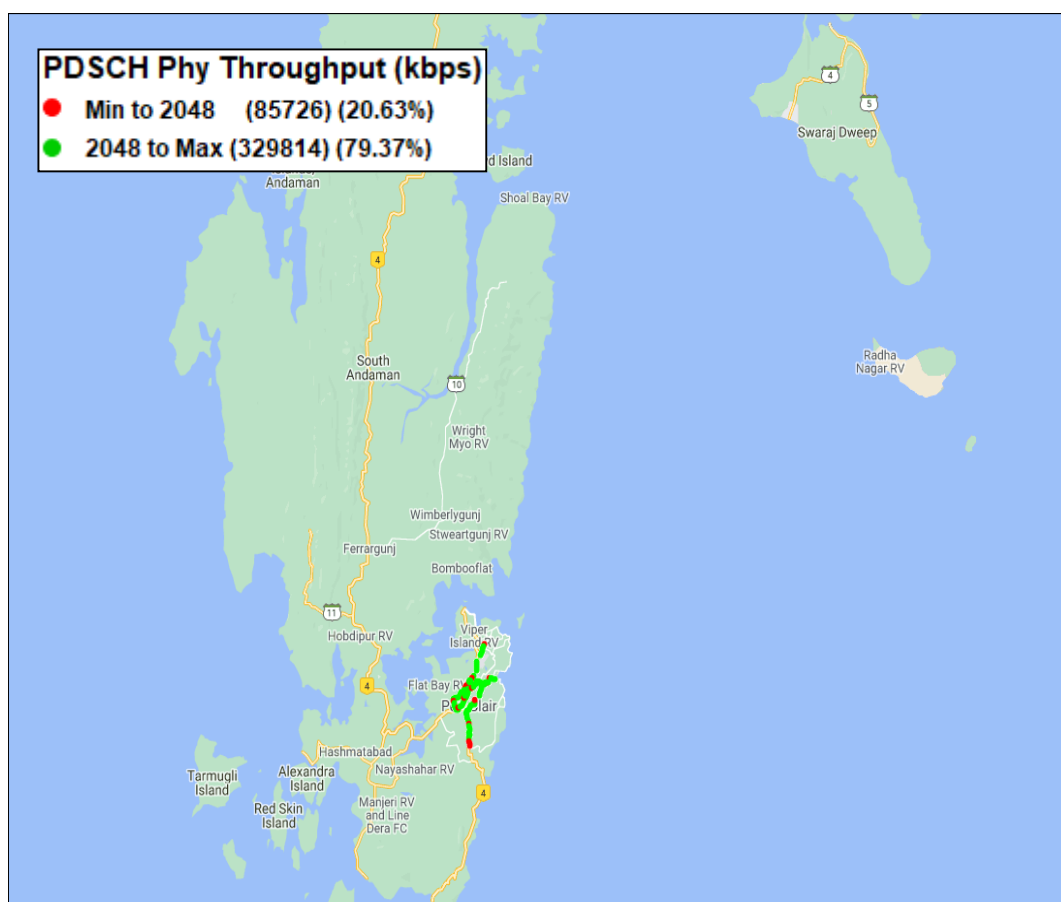 PDSCH Phy Throughput (kbps)
Min to 2048 (85726) (20.63%)
2048 to Max (329814) (79.37%)
Andaman
rd Island
Shoal Bay RV
4
5
Swaraj Dweep
4
Radha
Nagar RV
South
Andaman
10
Wright
Myo RV
Wimberlygunj
Stweartgunj RV
Ferrargunj
Bombooflat
11
Hobdipur RV
Viper
Island RV
4
Flat Bay RV
Hashmatabad
Nayashahar RV
Tarmugli
Island
Alexandra
Island
Red Skin
Island
Manjeri RV
and Line
Dera FC
4